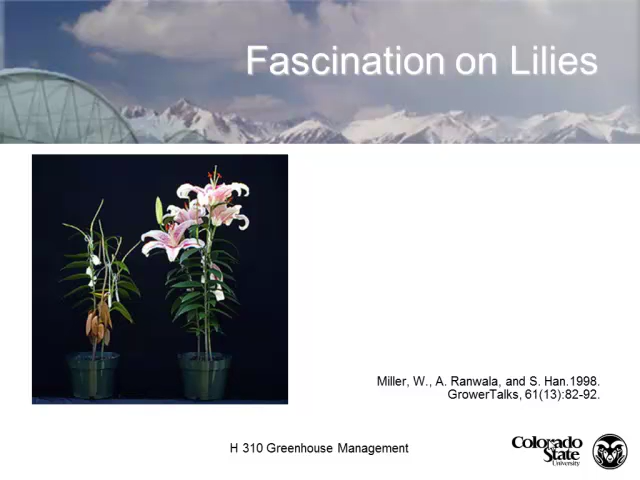 Fascination on Lilies
Miller, W., A. Ranwala, and S. Han.1998.
GrowerTalks, 61(13):82-92.
H 310 Greenhouse Management
Colorado
State
University